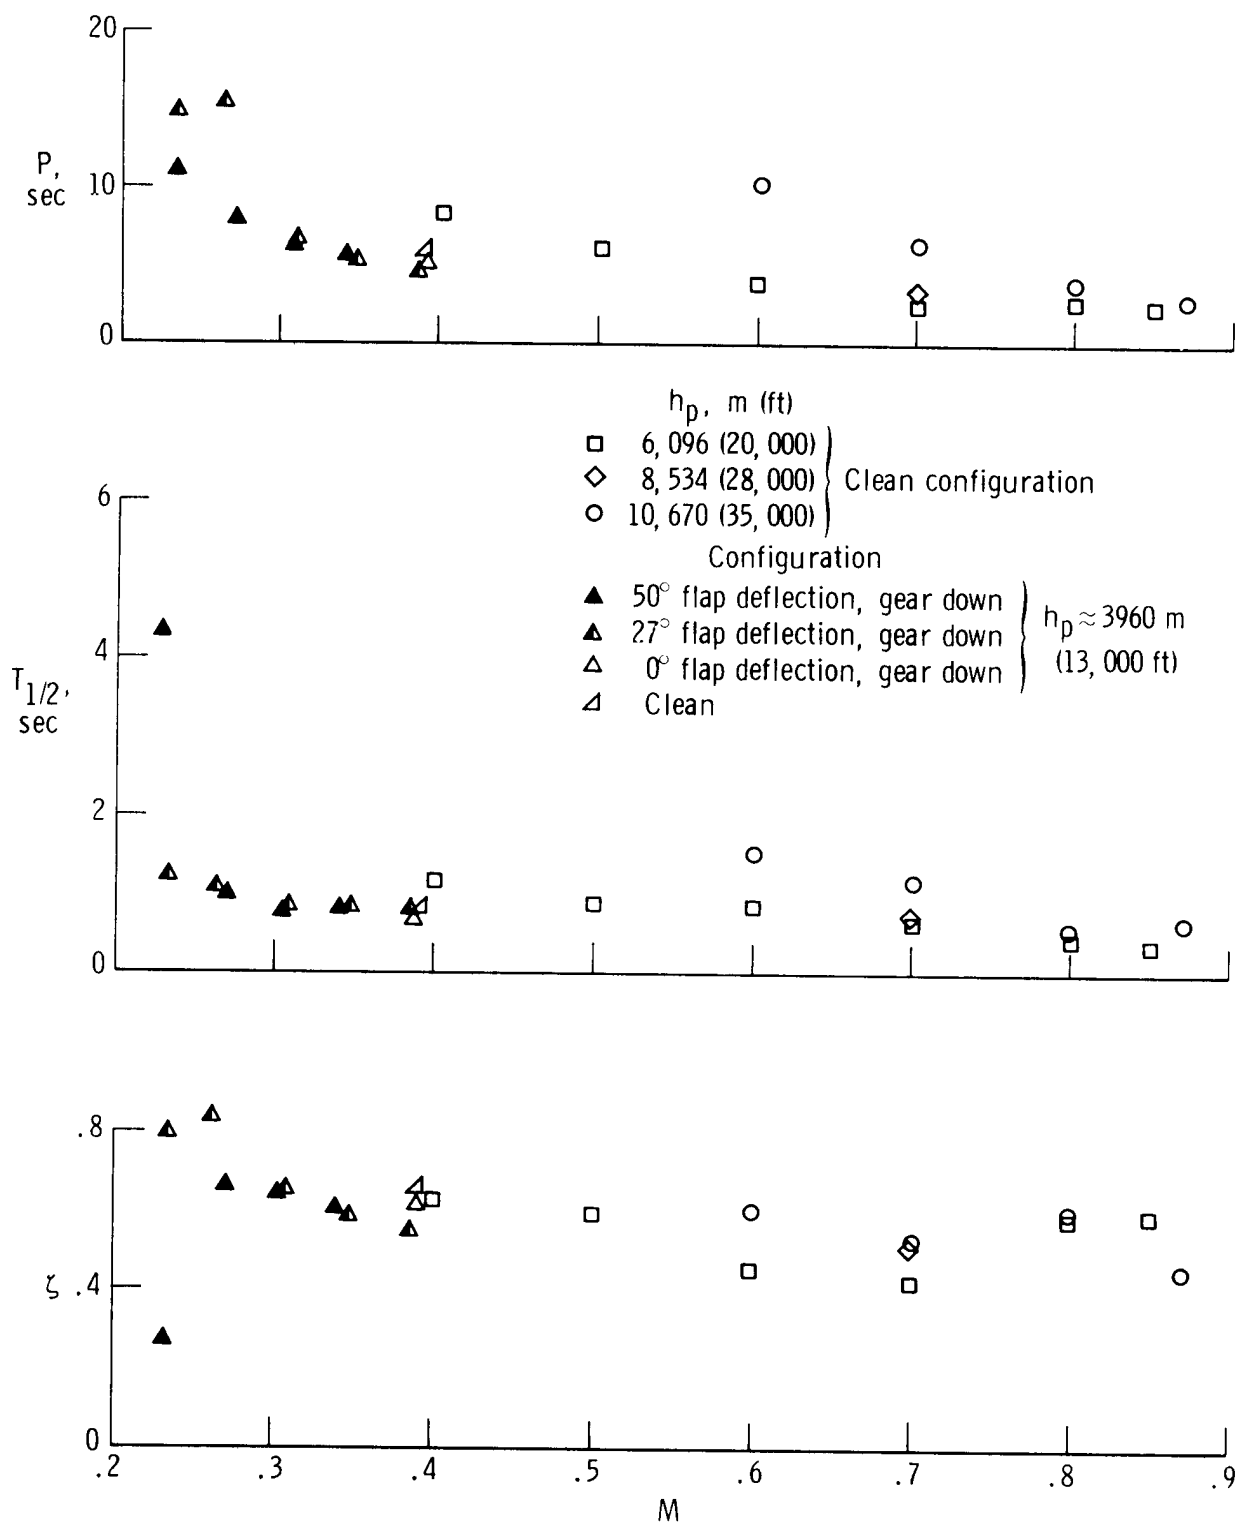 20
P,
sec
10
0
h_p, m (ft)
6,096 (20,000)
8,534 (28,000)
Clean configuration
10,670 (35,000)
Configuration
50° flap deflection, gear down
27° flap deflection, gear down
0° flap deflection, gear down
h_p ≈ 3960 m
(13,000 ft)
Clean
6
4
T_1/2,
sec
2
0
.8
ζ
.4
0
.2 .3 .4 .5 .6 .7 .8 .9
M